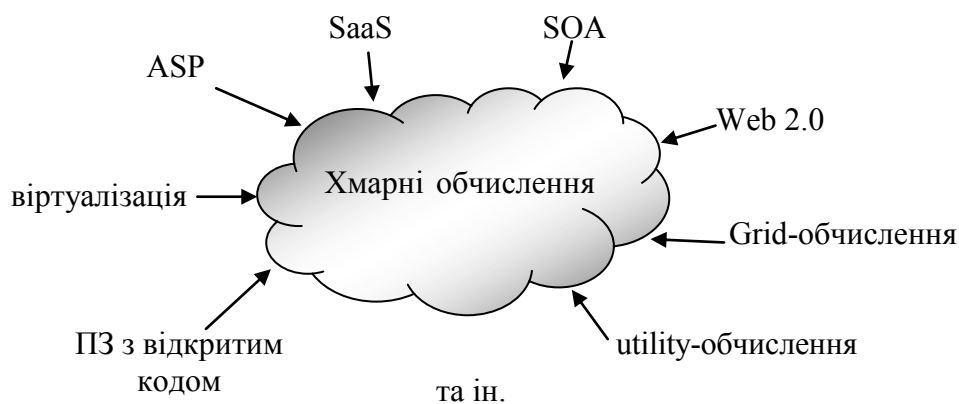 SaaS
SOA
ASP
Web 2.0
Хмарні обчислення
віртуалізація
Grid-обчислення
ПЗ з відкритим
кодом
utility-обчислення
та ін.